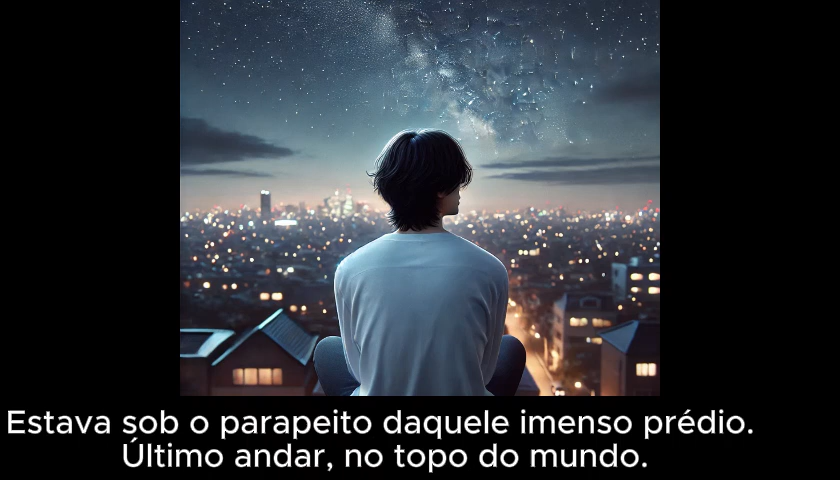 Estava sob o parapeito daquele imenso prédio.
Último andar, no topo do mundo.